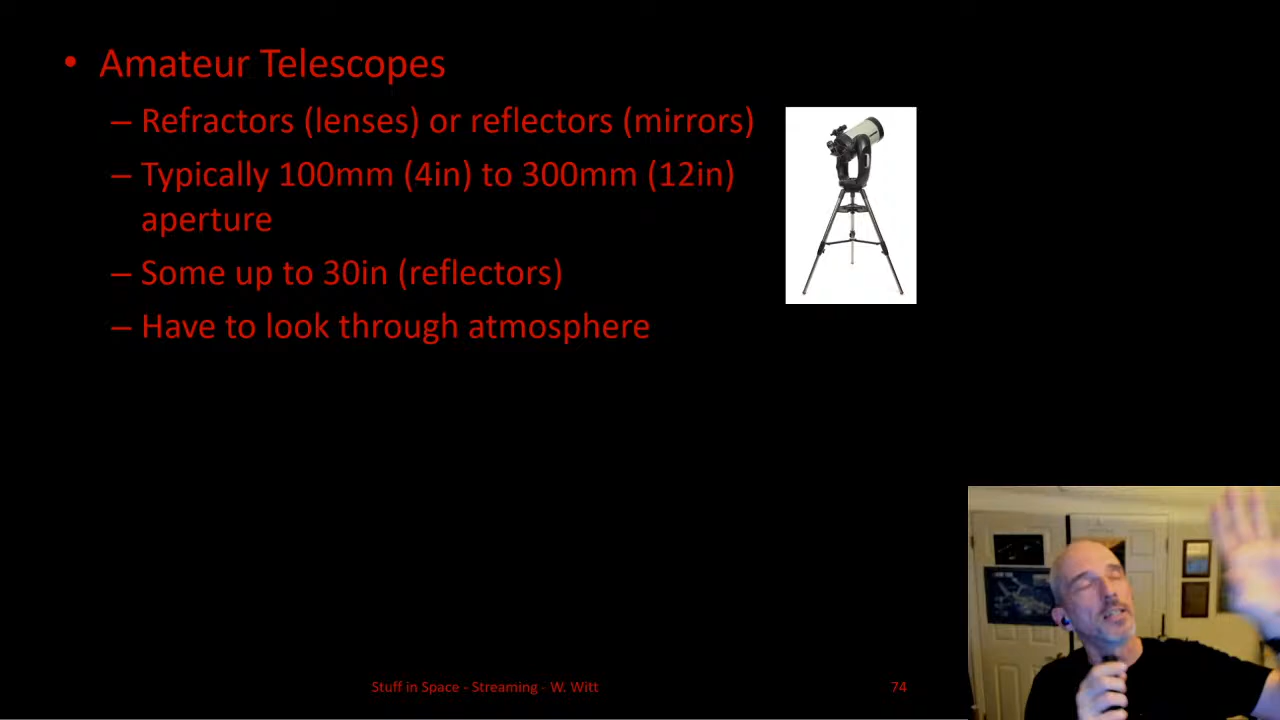 • Amateur Telescopes
– Refractors (lenses) or reflectors (mirrors)
– Typically 100mm (4in) to 300mm (12in)
aperture
– Some up to 30in (reflectors)
– Have to look through atmosphere
Stuff in Space - Streaming - W. Witt
74